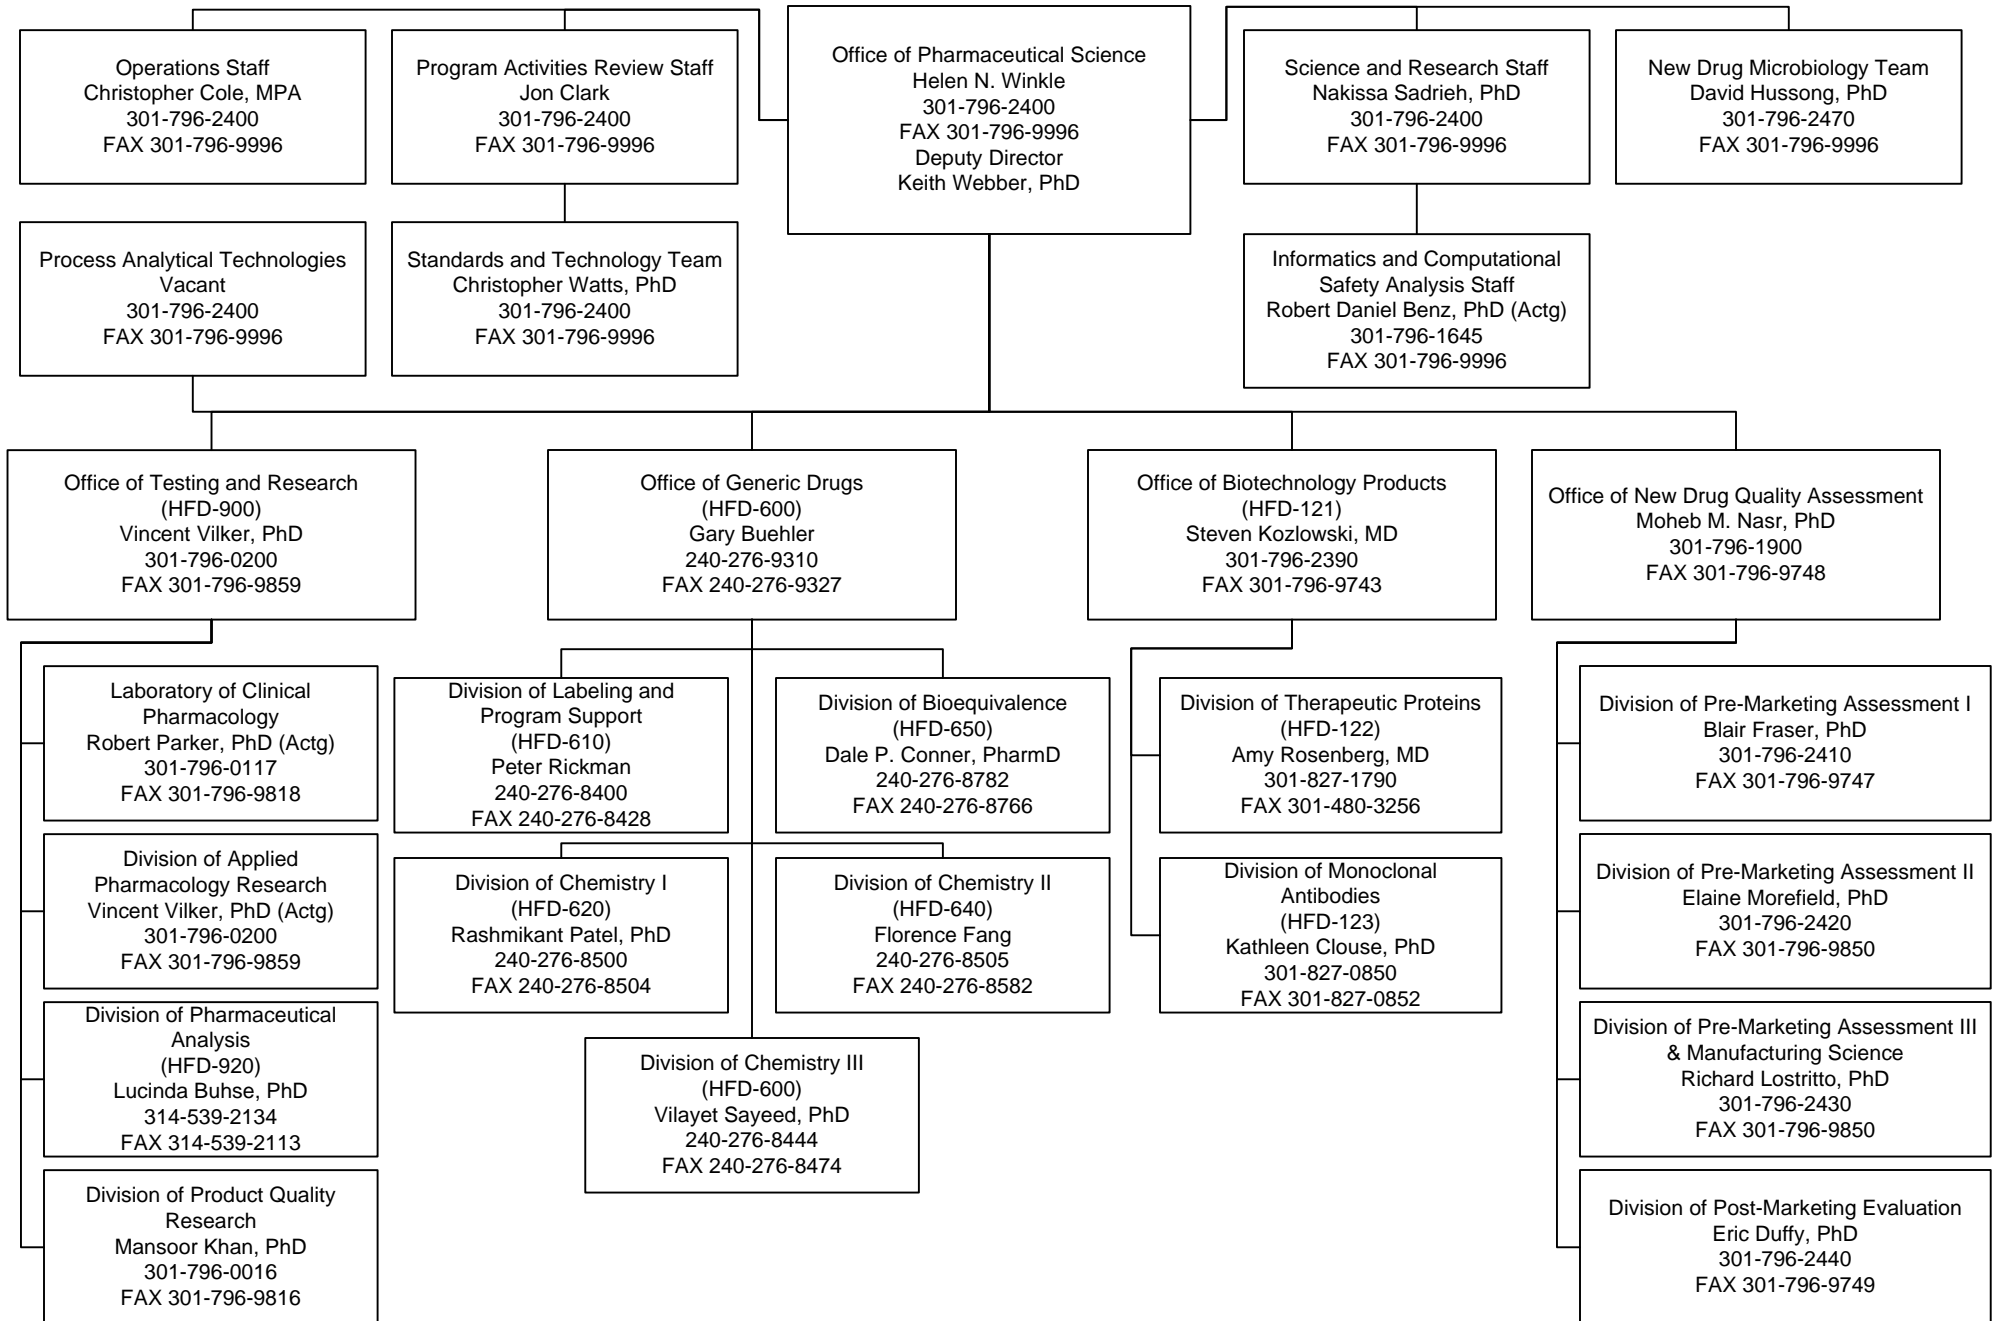 Operations Staff
Christopher Cole, MPA
301-796-2400
FAX 301-796-9996
Program Activities Review Staff
Jon Clark
301-796-2400
FAX 301-796-9996
Office of Pharmaceutical Science
Helen N. Winkle
301-796-2400
FAX 301-796-9996
Deputy Director
Keith Webber, PhD
Science and Research Staff
Nakissa Sadrieh, PhD
301-796-2400
FAX 301-796-9996
New Drug Microbiology Team
David Hussong, PhD
301-796-2470
FAX 301-796-9996
Process Analytical Technologies
Vacant
301-796-2400
FAX 301-796-9996
Standards and Technology Team
Christopher Watts, PhD
301-796-2400
FAX 301-796-9996
Informatics and Computational
Safety Analysis Staff
Robert Daniel Benz, PhD (Actg)
301-796-1645
FAX 301-796-9996
Office of Testing and Research
(HFD-900)
Vincent Vilker, PhD
301-796-0200
FAX 301-796-9859
Office of Generic Drugs
(HFD-600)
Gary Buehler
240-276-9310
FAX 240-276-9327
Office of Biotechnology Products
(HFD-121)
Steven Kozlowski, MD
301-796-2390
FAX 301-796-9743
Office of New Drug Quality Assessment
Moheb M. Nasr, PhD
301-796-1900
FAX 301-796-9748
Laboratory of Clinical
Pharmacology
Robert Parker, PhD (Actg)
301-796-0117
FAX 301-796-9818
Division of Applied
Pharmacology Research
Vincent Vilker, PhD (Actg)
301-796-0200
FAX 301-796-9859
Division of Pharmaceutical
Analysis
(HFD-920)
Lucinda Buhse, PhD
314-539-2134
FAX 314-539-2113
Division of Product Quality
Research
Mansoor Khan, PhD
301-796-0016
FAX 301-796-9816
Division of Labeling and
Program Support
(HFD-610)
Peter Rickman
240-276-8400
FAX 240-276-8428
Division of Bioequivalence
(HFD-650)
Dale P. Conner, PharmD
240-276-8782
FAX 240-276-8766
Division of Chemistry I
(HFD-620)
Rashmikant Patel, PhD
240-276-8500
FAX 240-276-8504
Division of Chemistry II
(HFD-640)
Florence Fang
240-276-8505
FAX 240-276-8582
Division of Chemistry III
(HFD-600)
Vilayet Sayeed, PhD
240-276-8444
FAX 240-276-8474
Division of Therapeutic Proteins
(HFD-122)
Amy Rosenberg, MD
301-827-1790
FAX 301-480-3256
Division of Monoclonal
Antibodies
(HFD-123)
Kathleen Clouse, PhD
301-827-0850
FAX 301-827-0852
Division of Pre-Marketing Assessment I
Blair Fraser, PhD
301-796-2410
FAX 301-796-9747
Division of Pre-Marketing Assessment II
Elaine Morefield, PhD
301-796-2420
FAX 301-796-9850
Division of Pre-Marketing Assessment III
& Manufacturing Science
Richard Lostritto, PhD
301-796-2430
FAX 301-796-9850
Division of Post-Marketing Evaluation
Eric Duffy, PhD
301-796-2440
FAX 301-796-9749